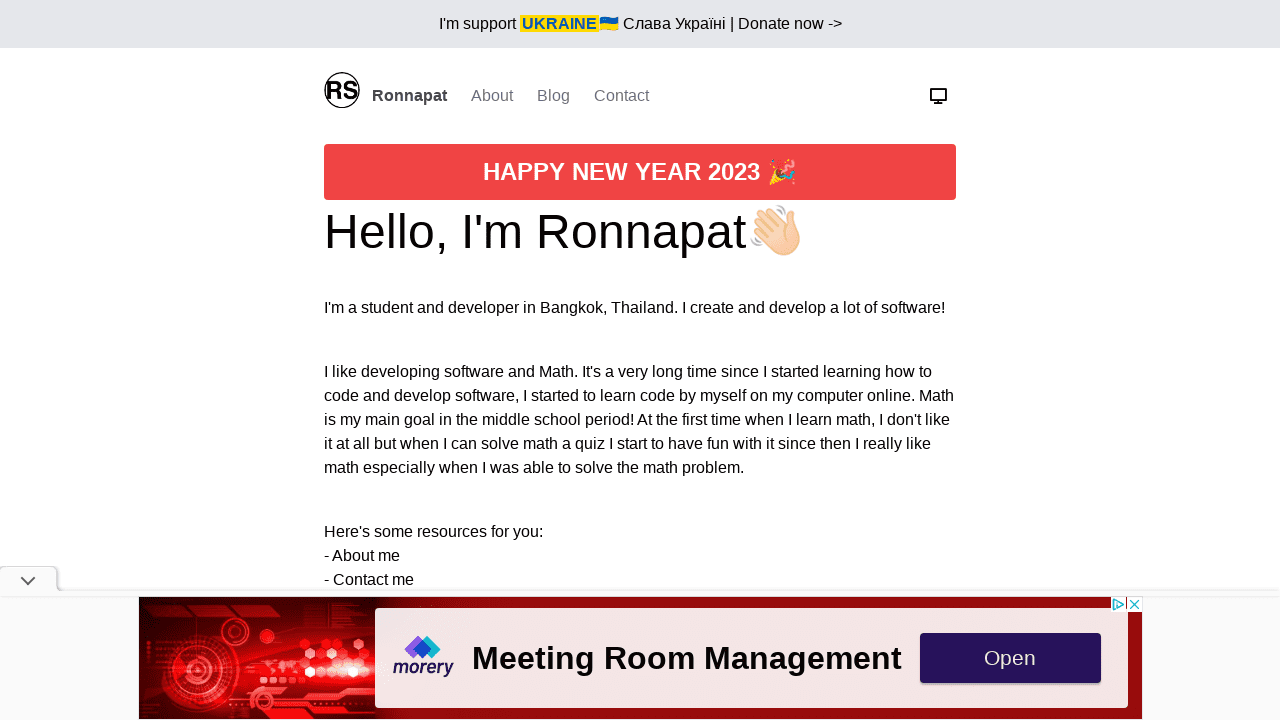 I'm support UKRAINE🇺🇦 Слава Україні | Donate now ->
RS Ronnapat About Blog Contact
HAPPY NEW YEAR 2023 🎉
Hello, I'm Ronnapat👋🏻
I'm a student and developer in Bangkok, Thailand. I create and develop a lot of software!
I like developing software and Math. It's a very long time since I started learning how to
code and develop software, I started to learn code by myself on my computer online. Math
is my main goal in the middle school period! At the first time when I learn math, I don't like
it at all but when I can solve math a quiz I start to have fun with it since then I really like
math especially when I was able to solve the math problem.
Here's some resources for you:
- About me
- Contact me
morery Meeting Room Management Open